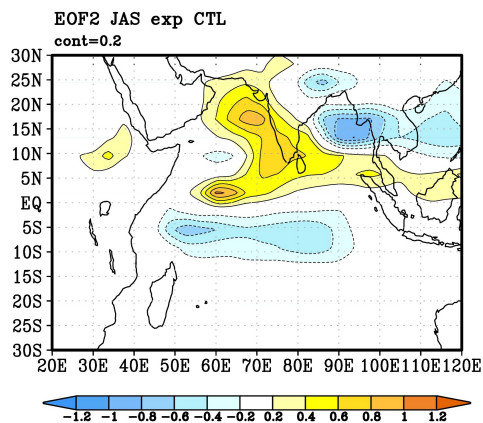 EOF2 JAS exp CTL
cont=0.2
30N
25N
20N
15N
10N
5N
EQ
5S
10S
15S
20S
25S
30S
20E 30E 40E 50E 60E 70E 80E 90E 100E 110E 120E
-1.2 -1 -0.8 -0.6 -0.4 -0.2 0.2 0.4 0.6 0.8 1 1.2